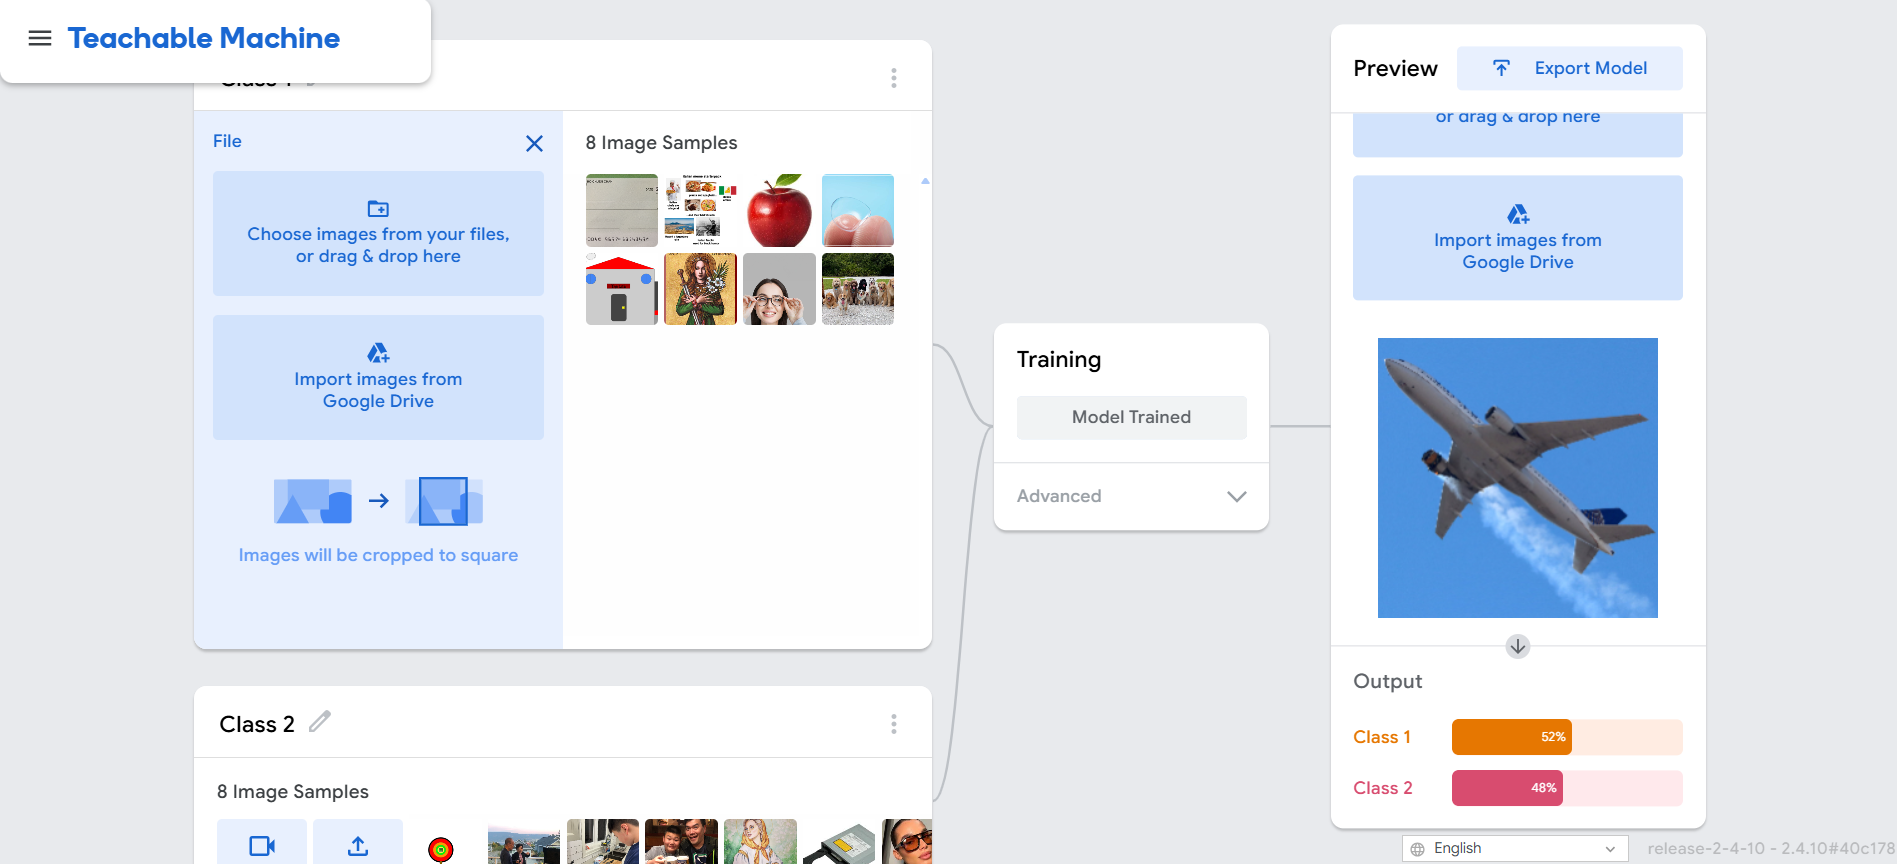 Teachable Machine
Class 1
File
Choose images from your files,
or drag & drop here
Import images from
Google Drive
Images will be cropped to square
8 Image Samples
Class 2
8 Image Samples
Training
Model Trained
Advanced
Preview
Export Model
or drag & drop here
Import images from
Google Drive
Output
Class 1
52%
Class 2
48%
English
release-2-4-10 - 2.4.10#40c178